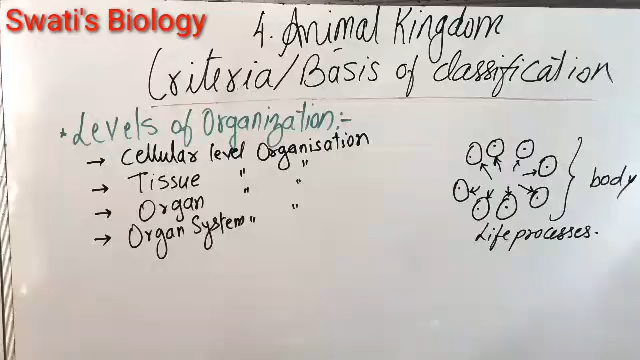 Swati's Biology
4. Animal Kingdom
Criteria/Basis of classification
* Levels of Organization:-
→ Cellular level Organisation
→ Tissue " "
→ Organ " "
→ Organ System " "
body
Life processes.